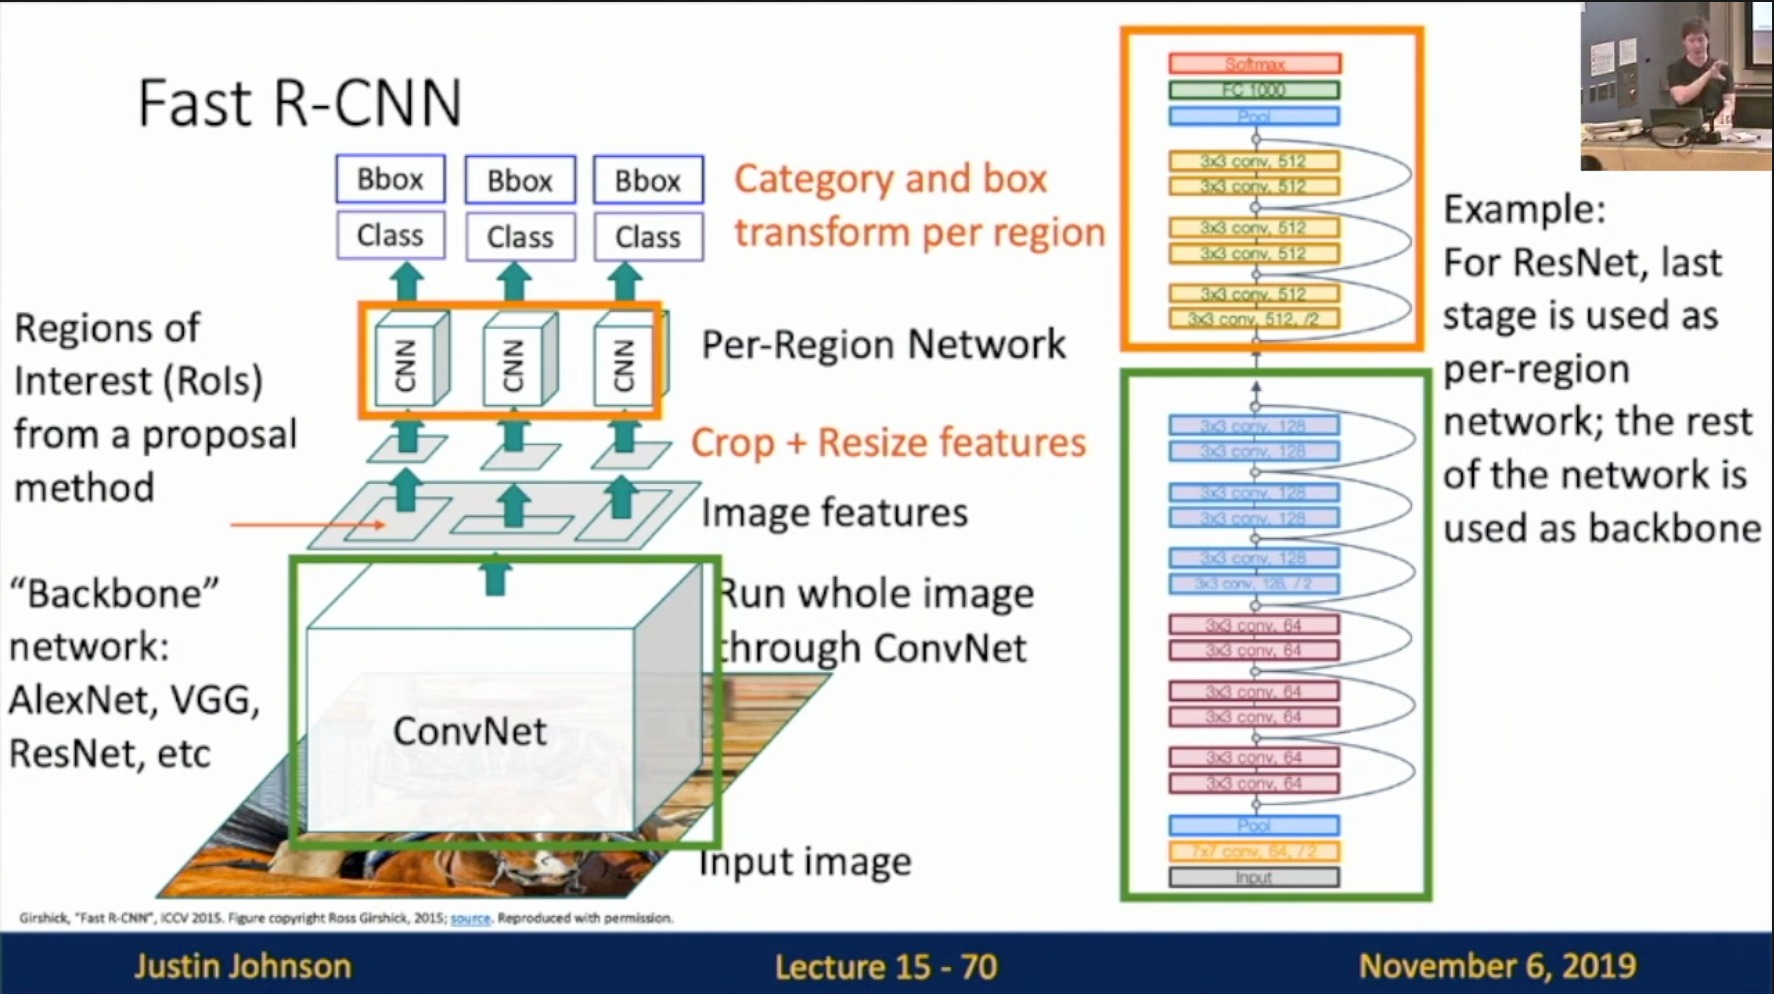 Fast R-CNN
Bbox
Bbox
Bbox
Class
Class
Class
Category and box
transform per region
CNN
CNN
CNN
Per-Region Network
Regions of
Interest (RoIs)
from a proposal
method
Crop + Resize features
Image features
"Backbone"
network:
AlexNet, VGG,
ResNet, etc
Run whole image
through ConvNet
ConvNet
Input image
Softmax
FC 1000
Pool
3x3 conv, 512
3x3 conv, 512
3x3 conv, 512
3x3 conv, 512
3x3 conv, 512
3x3 conv, 512, /2
3x3 conv, 128
3x3 conv, 128
3x3 conv, 128
3x3 conv, 128
3x3 conv, 128
3x3 conv, 128, / 2
3x3 conv, 64
3x3 conv, 64
3x3 conv, 64
3x3 conv, 64
3x3 conv, 64
3x3 conv, 64
Pool
7x7 conv, 64, / 2
Input
Example:
For ResNet, last
stage is used as
per-region
network; the rest
of the network is
used as backbone
Girshick, "Fast R-CNN", ICCV 2015. Figure copyright Ross Girshick, 2015; source. Reproduced with permission.
Justin Johnson
Lecture 15 - 70
November 6, 2019